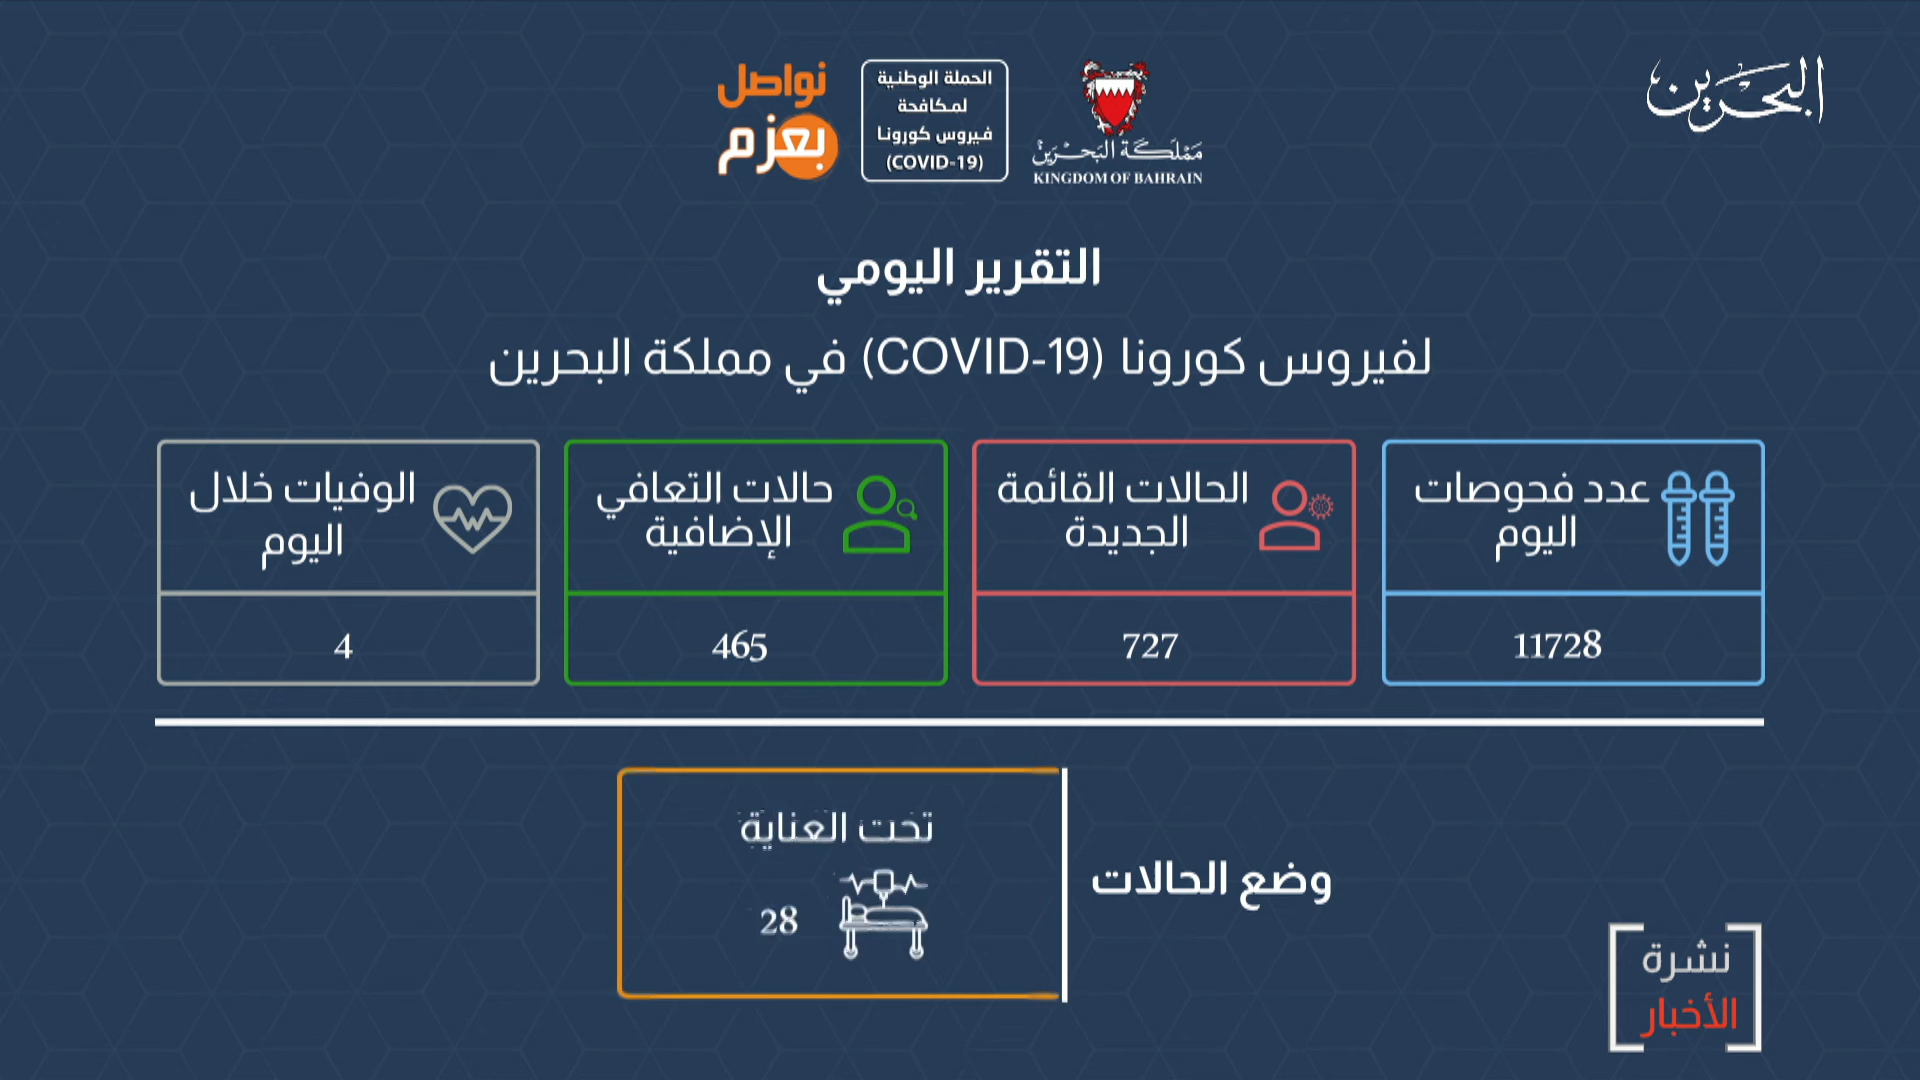 البحرين
مملكة البحرين
KINGDOM OF BAHRAIN
الحملة الوطنية
لمكافحة
فيروس كورونا
(COVID-19)
نواصل
بعزم
التقرير اليومي
لفيروس كورونا (COVID-19) في مملكة البحرين
عدد فحوصات
اليوم
11728
الحالات القائمة
الجديدة
727
حالات التعافي
الإضافية
465
الوفيات خلال
اليوم
4
وضع الحالات
تحت العناية
28
نشرة
الأخبار